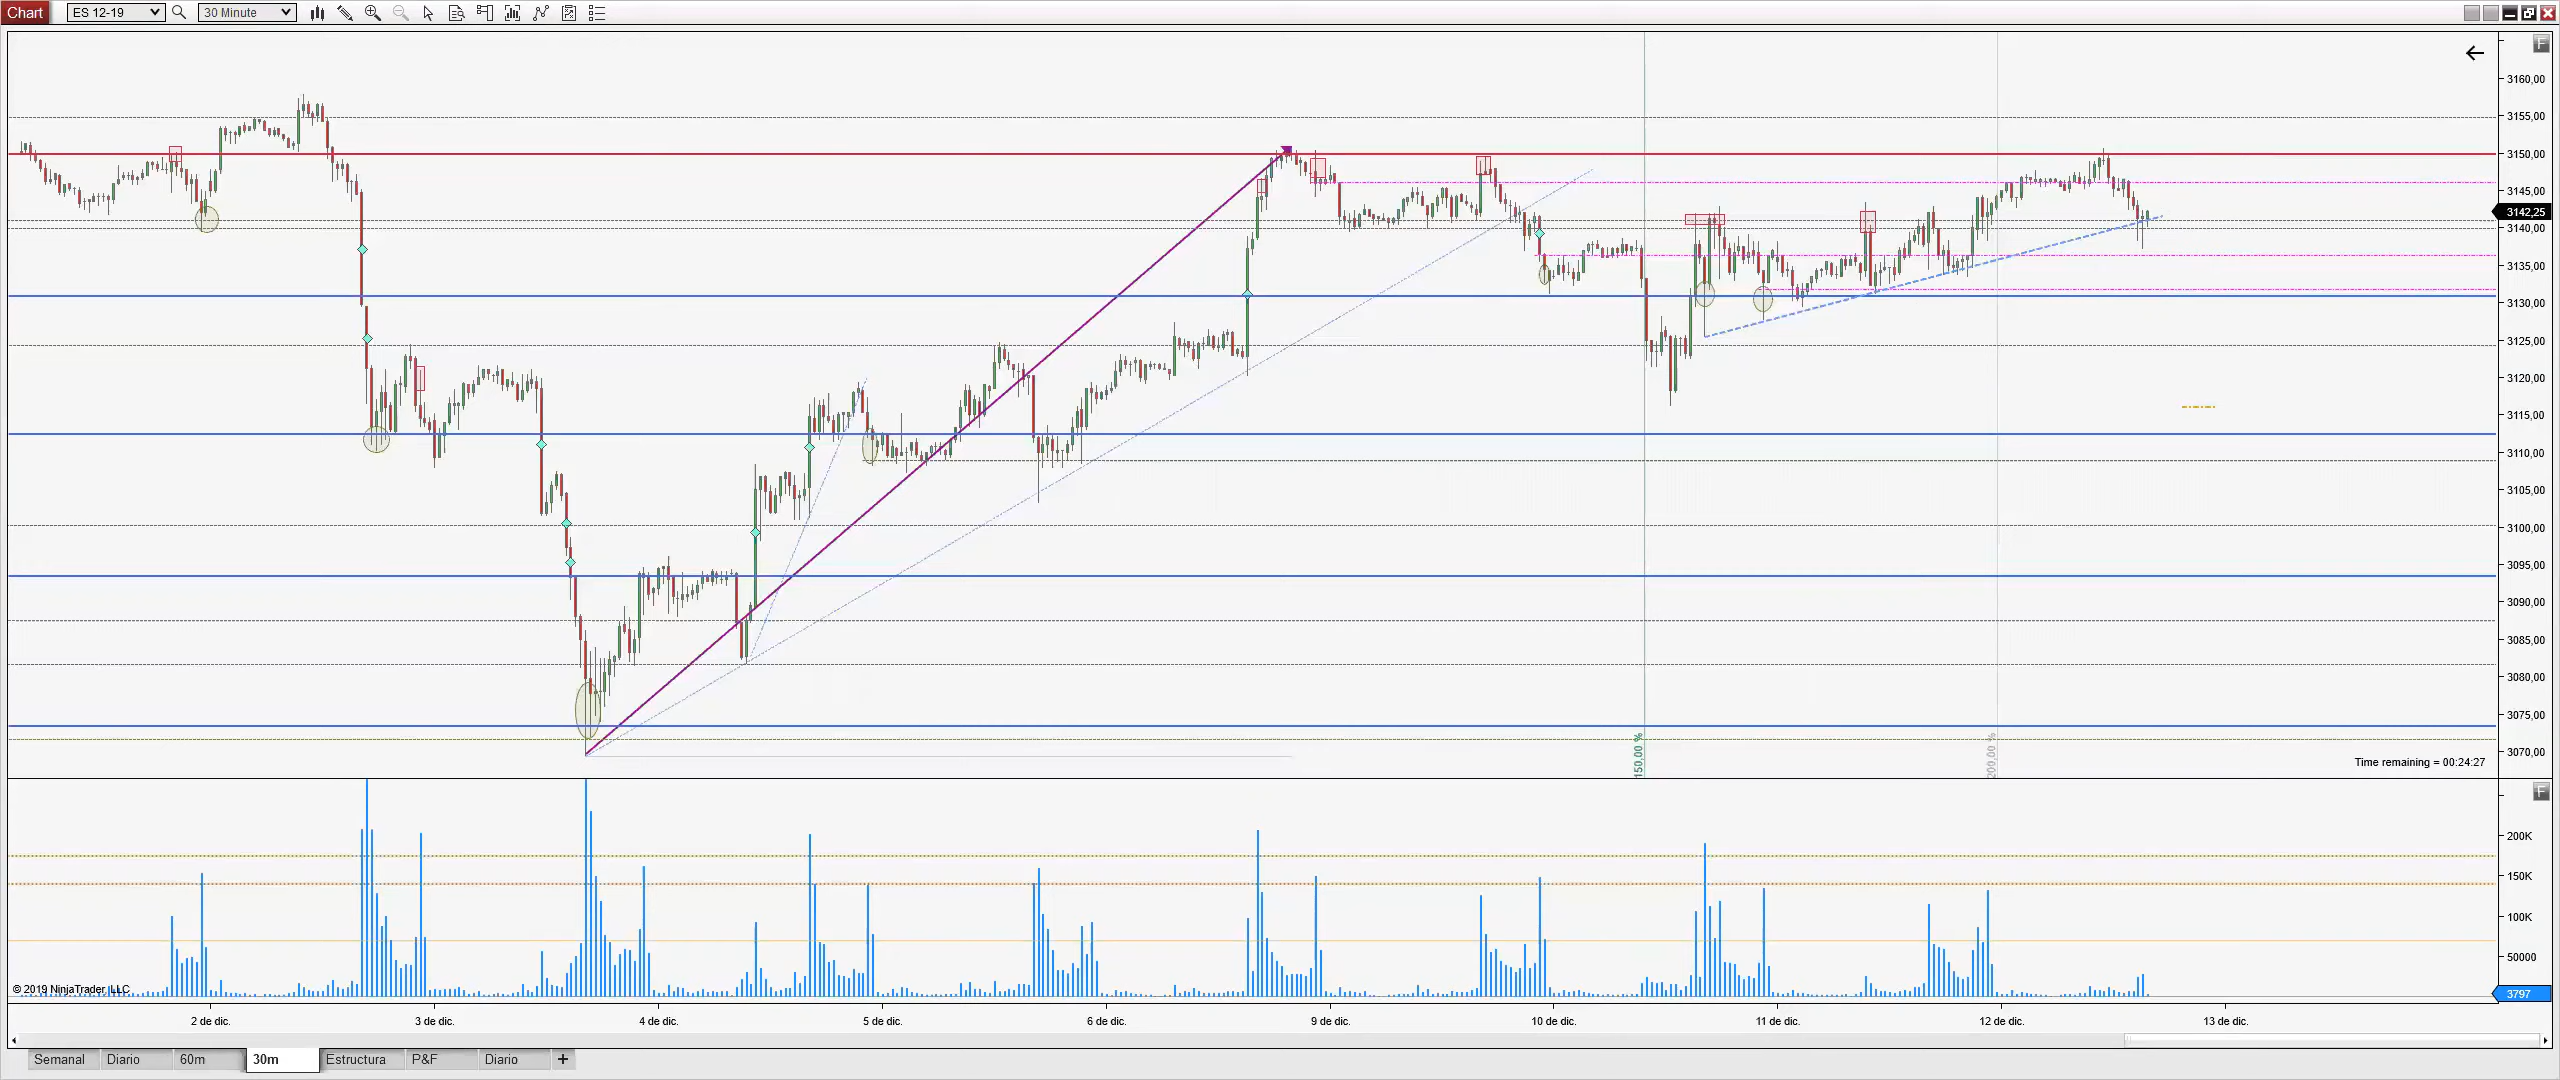 Chart ES 12-19 30 Minute
F
3160,00
3155,00
3150,00
3145,00
3142,25
3140,00
3135,00
3130,00
3125,00
3120,00
3115,00
3110,00
3105,00
3100,00
3095,00
3090,00
3085,00
3080,00
3075,00
3070,00
150,00 %
200,00 %
Time remaining = 00:24:27
F
200K
150K
100K
50000
3797
© 2019 NinjaTrader, LLC
2 de dic. 3 de dic. 4 de dic. 5 de dic. 6 de dic. 9 de dic. 10 de dic. 11 de dic. 12 de dic. 13 de dic.
Semanal Diario 60m 30m Estructura P&F Diario +